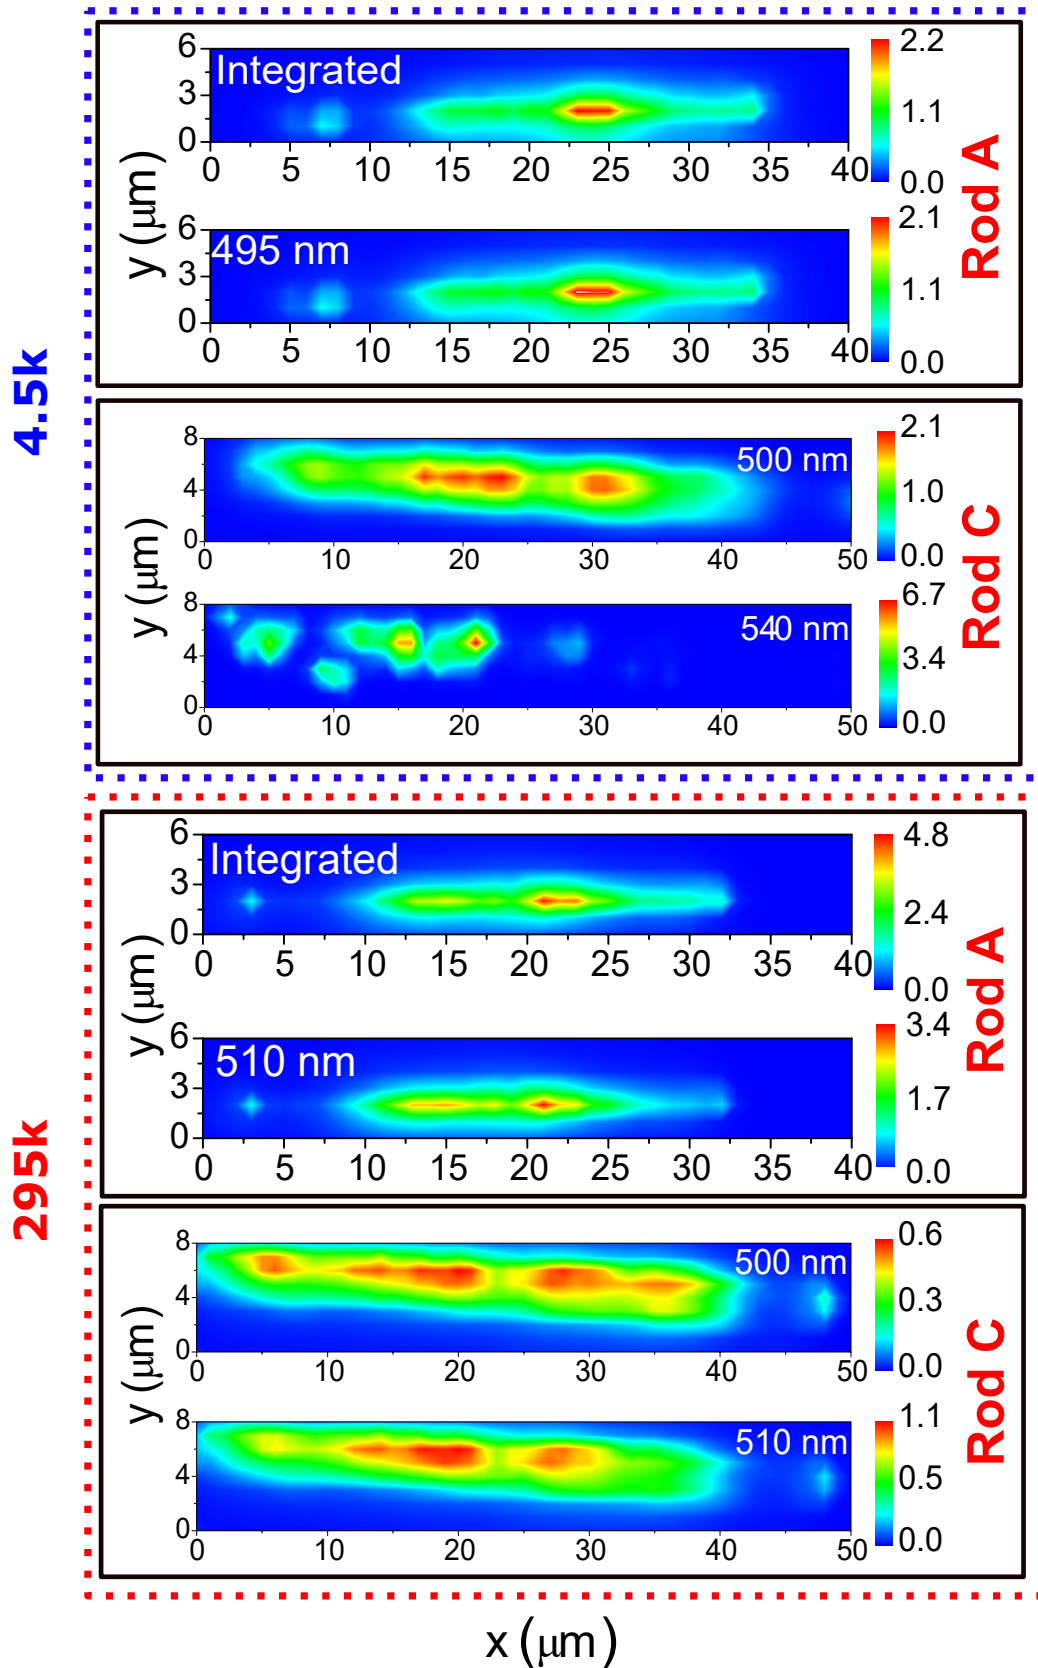 4.5k
y (μm)
Integrated
6
3
0
0 5 10 15 20 25 30 35 40
2.2
1.1
0.0
495 nm
6
3
0
0 5 10 15 20 25 30 35 40
2.1
1.1
0.0
Rod A
y (μm)
500 nm
8
4
0
0 10 20 30 40 50
2.1
1.0
0.0
540 nm
8
4
0
0 10 20 30 40 50
6.7
3.4
0.0
Rod C
295k
y (μm)
Integrated
6
3
0
0 5 10 15 20 25 30 35 40
4.8
2.4
0.0
510 nm
6
3
0
0 5 10 15 20 25 30 35 40
3.4
1.7
0.0
Rod A
y (μm)
500 nm
8
4
0
0 10 20 30 40 50
0.6
0.3
0.0
510 nm
8
4
0
0 10 20 30 40 50
1.1
0.5
0.0
Rod C
x (μm)